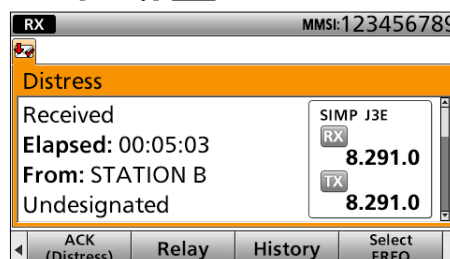 RX MMSI:123456789
Distress
Received
Elapsed: 00:05:03
From: STATION B
Undesignated
SIMP J3E
RX
8.291.0
TX
8.291.0
ACK (Distress) Relay History Select FREQ